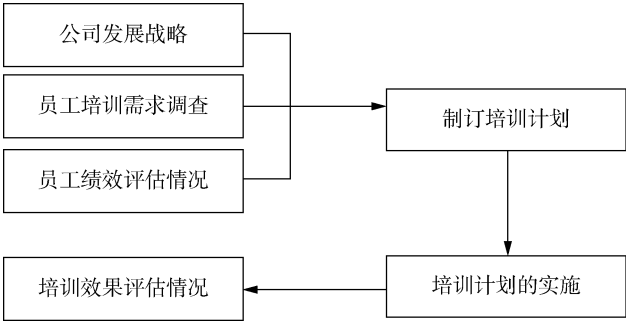 公司发展战略
员工培训需求调查
员工绩效评估情况
制订培训计划
培训计划的实施
培训效果评估情况